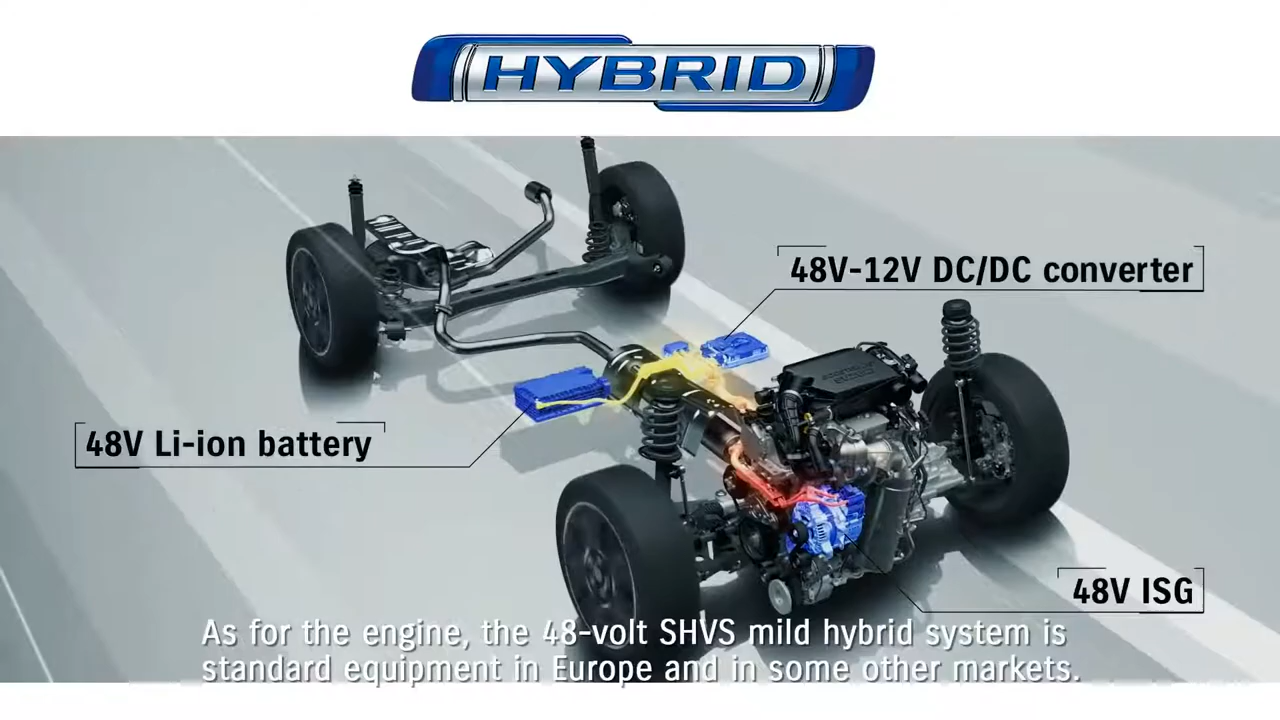 HYBRID
48V-12V DC/DC converter
48V Li-ion battery
48V ISG
As for the engine, the 48-volt SHVS mild hybrid system is
standard equipment in Europe and in some other markets.